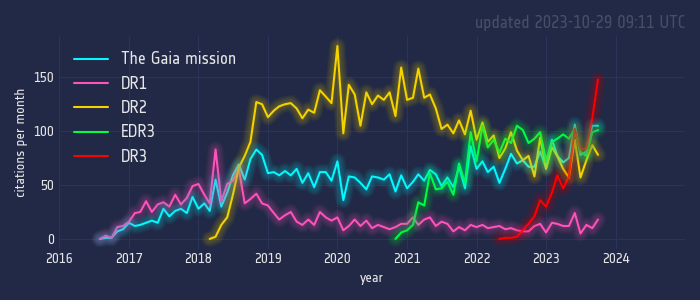 updated 2023-10-29 09:11 UTC
The Gaia mission
DR1
DR2
EDR3
DR3
citations per month
150
100
50
0
2016 2017 2018 2019 2020 2021 2022 2023 2024
year